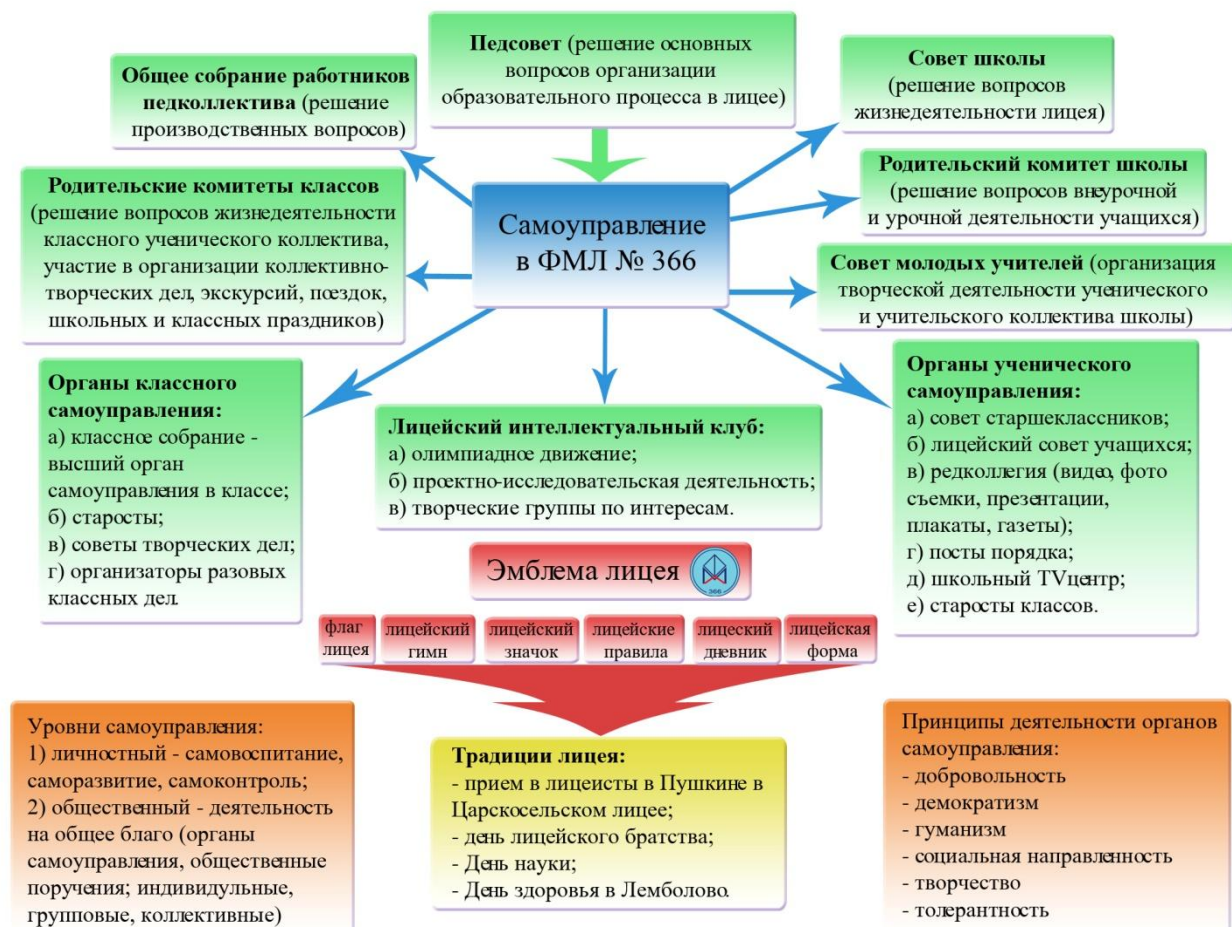 Педсовет (решение основных
вопросов организации
образовательного процесса в лицее)
Общее собрание работников
педколлектива (решение
производственных вопросов)
Совет школы
(решение вопросов
жизнедеятельности лицея)
Родительские комитеты классов
(решение вопросов жизнедеятельности
классного ученического коллектива,
участие в организации коллективно-
творческих дел, экскурсий, поездок,
школьных и классных праздников)
Самоуправление
в ФМЛ № 366
Родительский комитет школы
(решение вопросов внеурочной
и урочной деятельности учащихся)
Совет молодых учителей (организация
творческой деятельности ученического
и учительского коллектива школы)
Органы классного
самоуправления:
а) классное собрание -
высший орган
самоуправления в классе;
б) старосты;
в) советы творческих дел;
г) организаторы разовых
классных дел.
Лицейский интеллектуальный клуб:
а) олимпиадное движение;
б) проектно-исследовательская деятельность;
в) творческие группы по интересам.
Органы ученического
самоуправления:
а) совет старшеклассников;
б) лицейский совет учащихся;
в) редколлегия (видео, фото
съемки, презентации,
плакаты, газеты);
г) посты порядка;
д) школьный TVцентр;
е) старосты классов.
Эмблема лицея
366
флаг
лицея
лицейский
гимн
лицейский
значок
лицейские
правила
лицеский
дневник
лицейская
форма
Уровни самоуправления:
1) личностный - самовоспитание,
саморазвитие, самоконтроль;
2) общественный - деятельность
на общее благо (органы
самоуправления, общественные
поручения; индивидульные,
групповые, коллективные)
Традиции лицея:
- прием в лицеисты в Пушкине в
Царскосельском лицее;
- день лицейского братства;
- День науки;
- День здоровья в Лемболово.
Принципы деятельности органов
самоуправления:
- добровольность
- демократизм
- гуманизм
- социальная направленность
- творчество
- толерантность